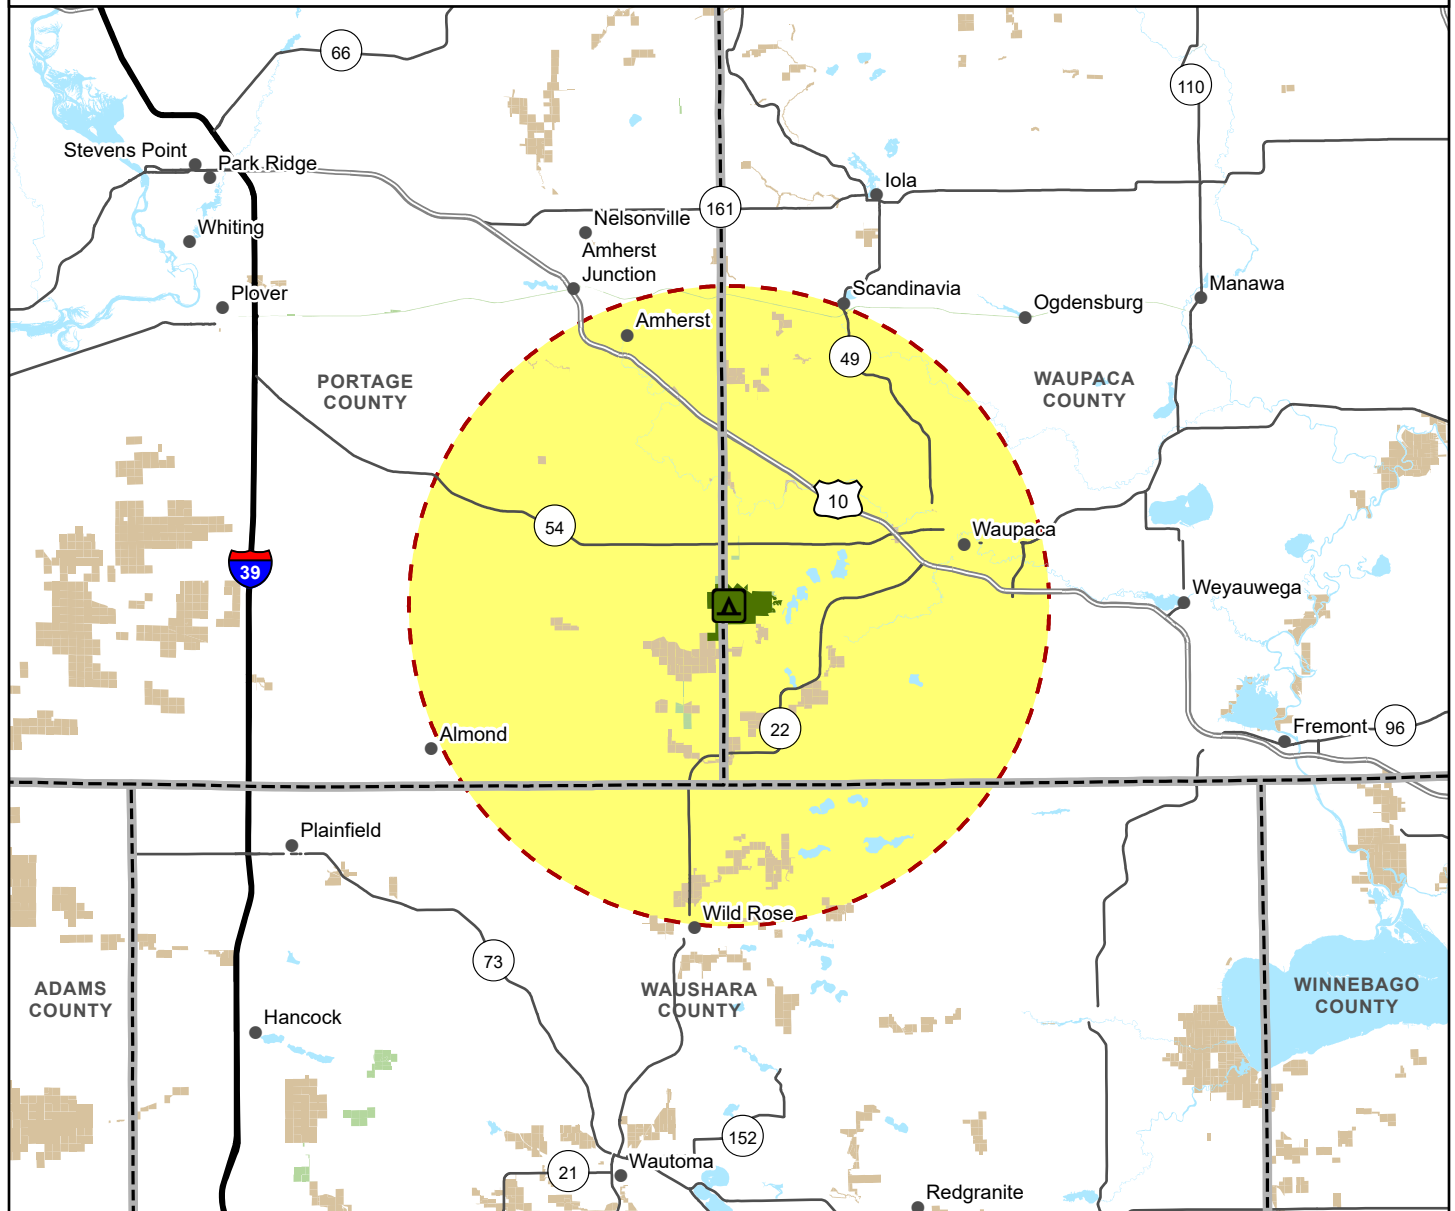 66
110
Stevens Point
Park Ridge
Iola
161
Nelsonville
Whiting
Amherst
Junction
Manawa
Scandinavia
Plover
Ogdensburg
Amherst
49
PORTAGE
COUNTY
WAUPACA
COUNTY
10
54
Waupaca
39
Weyauwega
22
Fremont
96
Almond
Plainfield
Wild Rose
73
ADAMS
COUNTY
WAUSHARA
COUNTY
WINNEBAGO
COUNTY
Hancock
152
Wautoma
21
Redgranite